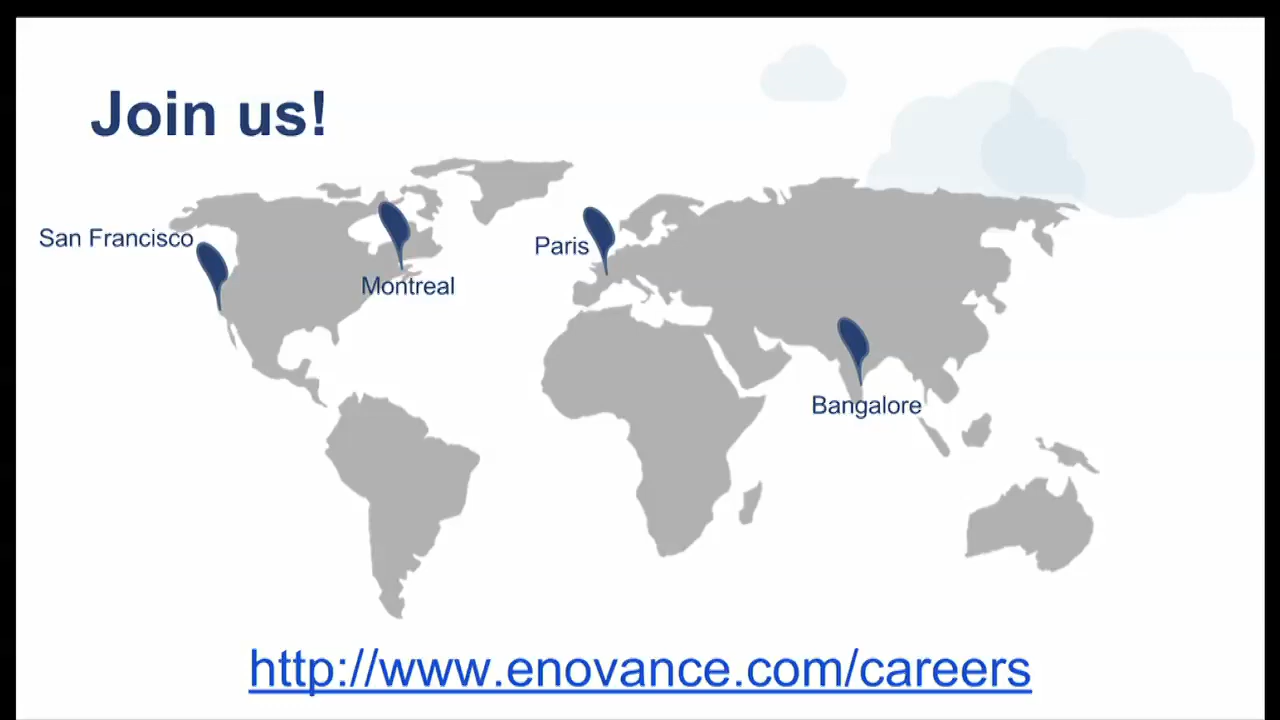 Join us!
San Francisco
Montreal
Paris
Bangalore
http://www.enovance.com/careers